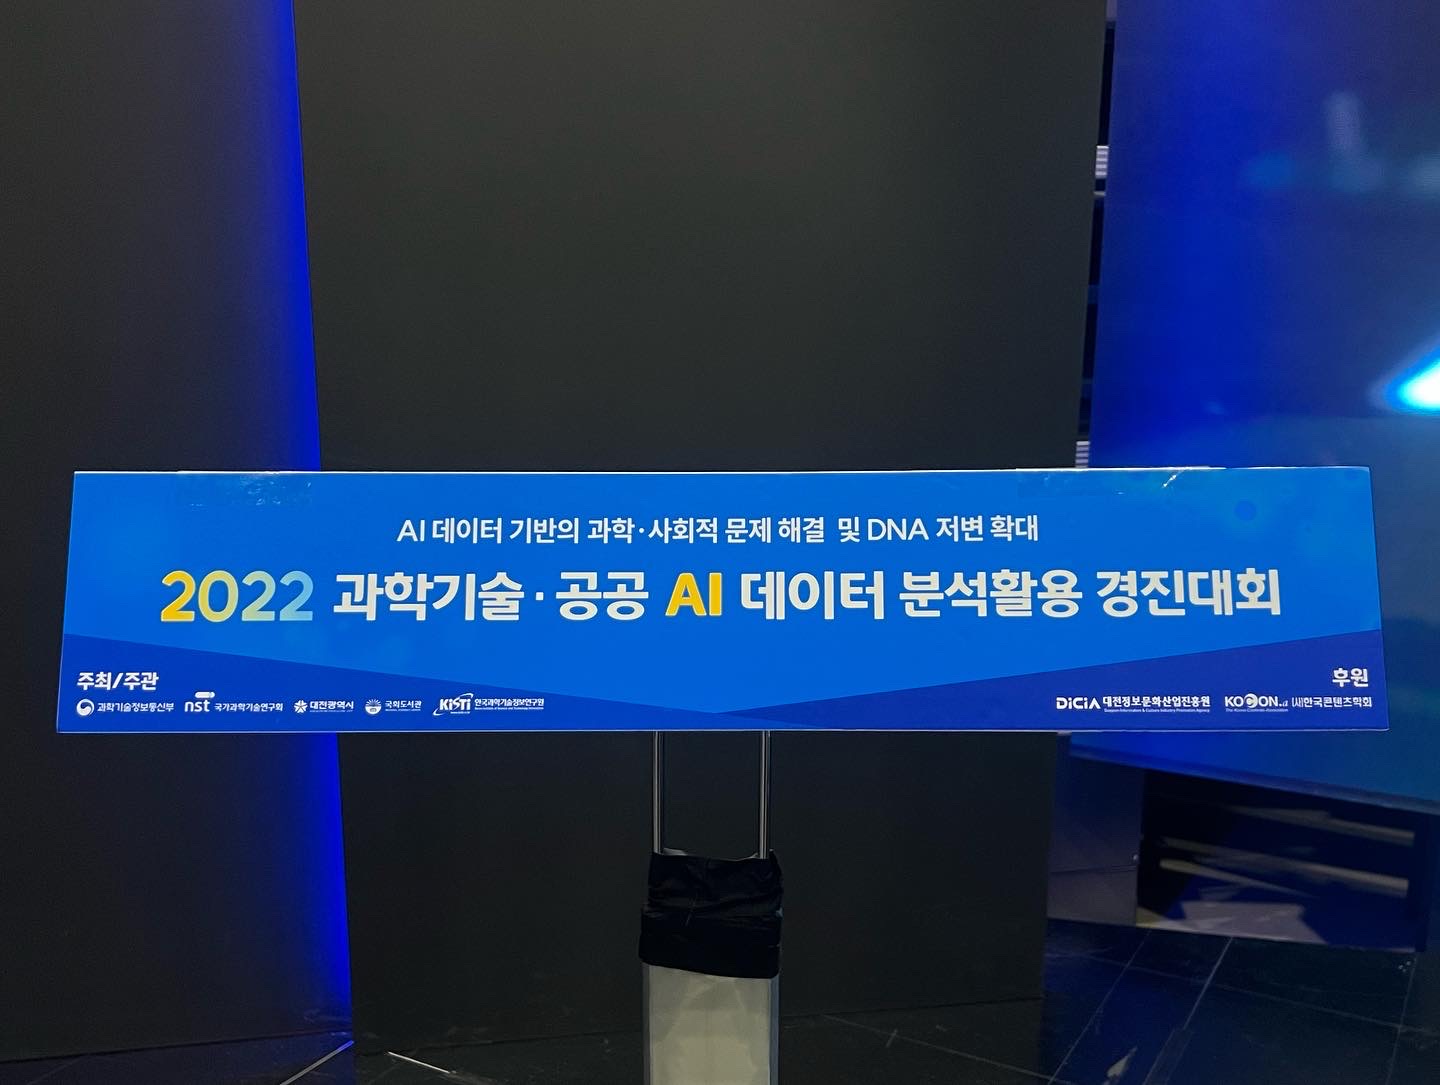 AI 데이터 기반의 과학·사회적 문제 해결 및 DNA 저변 확대
2022 과학기술·공공 AI 데이터 분석활용 경진대회
주최/주관
후원
과학기술정보통신부 nst 국가과학기술연구회 대전광역시 국회도서관 KiSTi 한국과학기술정보연구원
DiCiA 대전정보문화산업진흥원 KOCON.a (사)한국콘텐츠학회